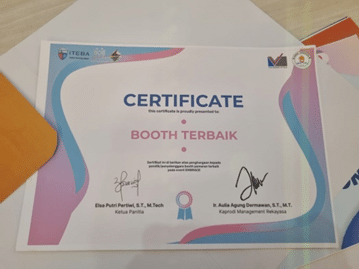 ITEBA
CERTIFICATE
this certificate is proudly presented to:
BOOTH TERBAIK
Elsa Putri Pertiwi, S.T., M.Tech
Ketua Panitia
Ir. Aulia Agung Dermawan, S.T., M.T.
Kaprodi Management Rekayasa